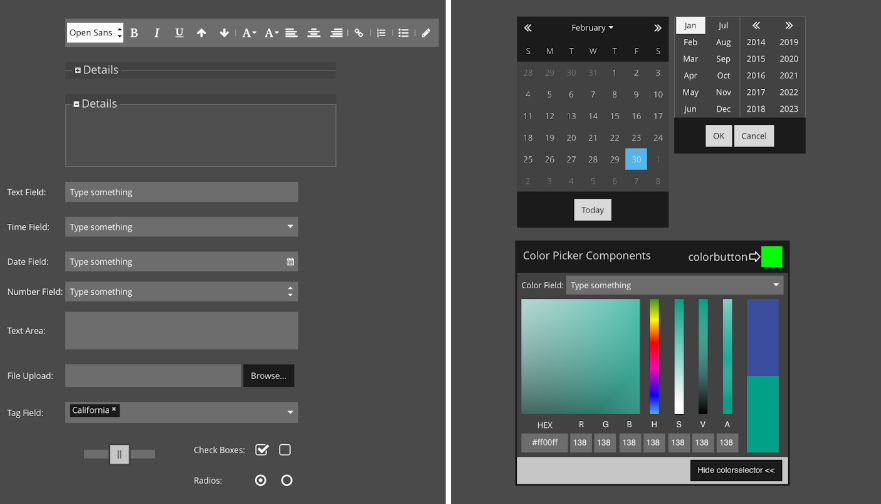 Open Sans B I U A A
Details
Details
Text Field: Type something
Time Field: Type something
Date Field: Type something
Number Field: Type something
Text Area:
File Upload: Browse...
Tag Field: California
Check Boxes:
Radios:
February
S M T W T F S
28 29 30 31 1 2 3
4 5 6 7 8 9 10
11 12 13 14 15 16 17
18 19 20 21 22 23 24
25 26 27 28 29 30 1
2 3 4 5 6 7 8
Today
Jan Jul
Feb Aug 2014 2019
Mar Sep 2015 2020
Apr Oct 2016 2021
May Nov 2017 2022
Jun Dec 2018 2023
OK Cancel
Color Picker Components colorbutton
Color Field: Type something
HEX R G B H S V A
#ff00ff 138 138 138 138 138 138 138
Hide colorselector <<